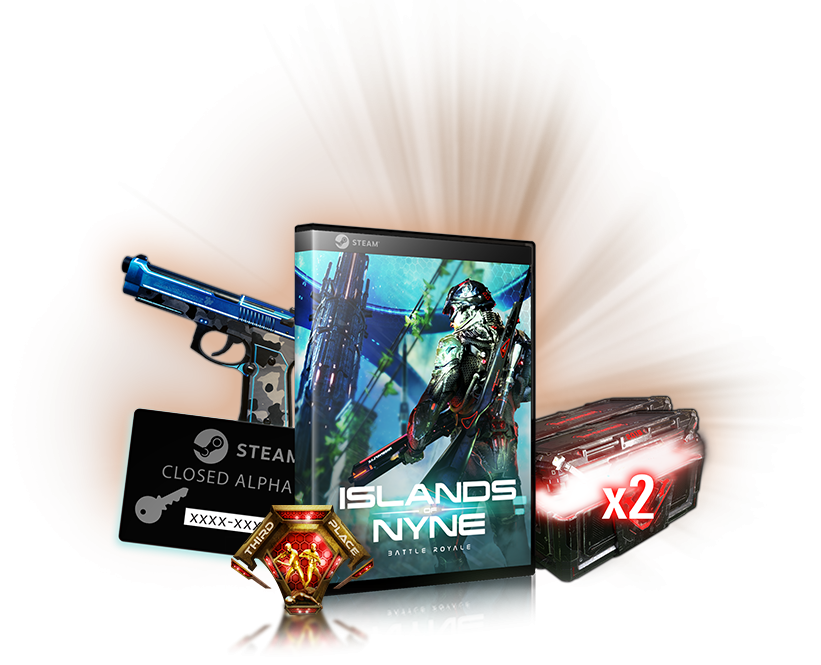 STEAM
STEAM
CLOSED ALPHA
XXXX-XXX
ISLANDS
OF
NYNE
BATTLE ROYALE
THIRD PLACE
x2